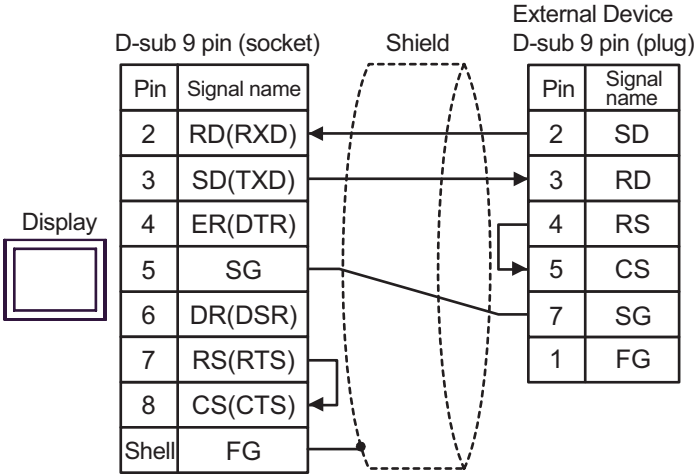 External Device
D-sub 9 pin (socket) Shield D-sub 9 pin (plug)
Pin Signal name Pin Signal
name
2 RD(RXD) 2 SD
3 SD(TXD) 3 RD
Display 4 ER(DTR) 4 RS
5 SG 5 CS
6 DR(DSR) 7 SG
7 RS(RTS) 1 FG
8 CS(CTS)
Shell FG